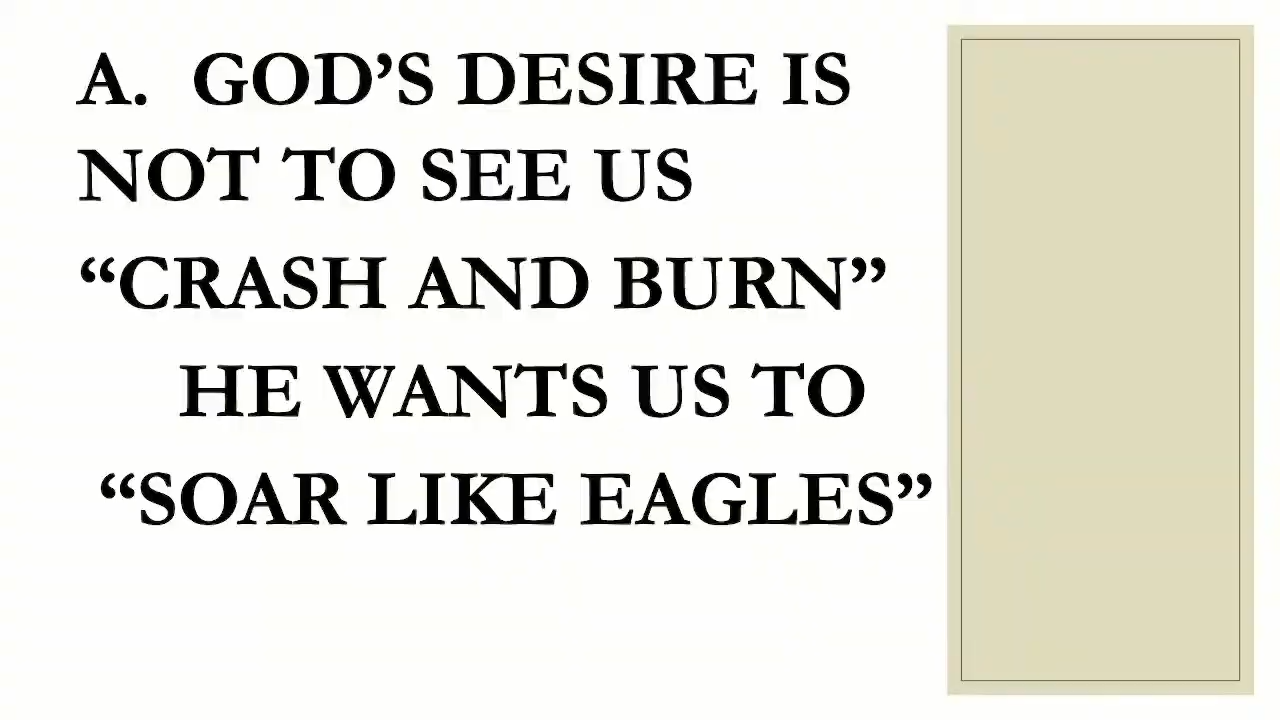 A.  GOD’S DESIRE IS
NOT TO SEE US
“CRASH AND BURN”
HE WANTS US TO
“SOAR LIKE EAGLES”